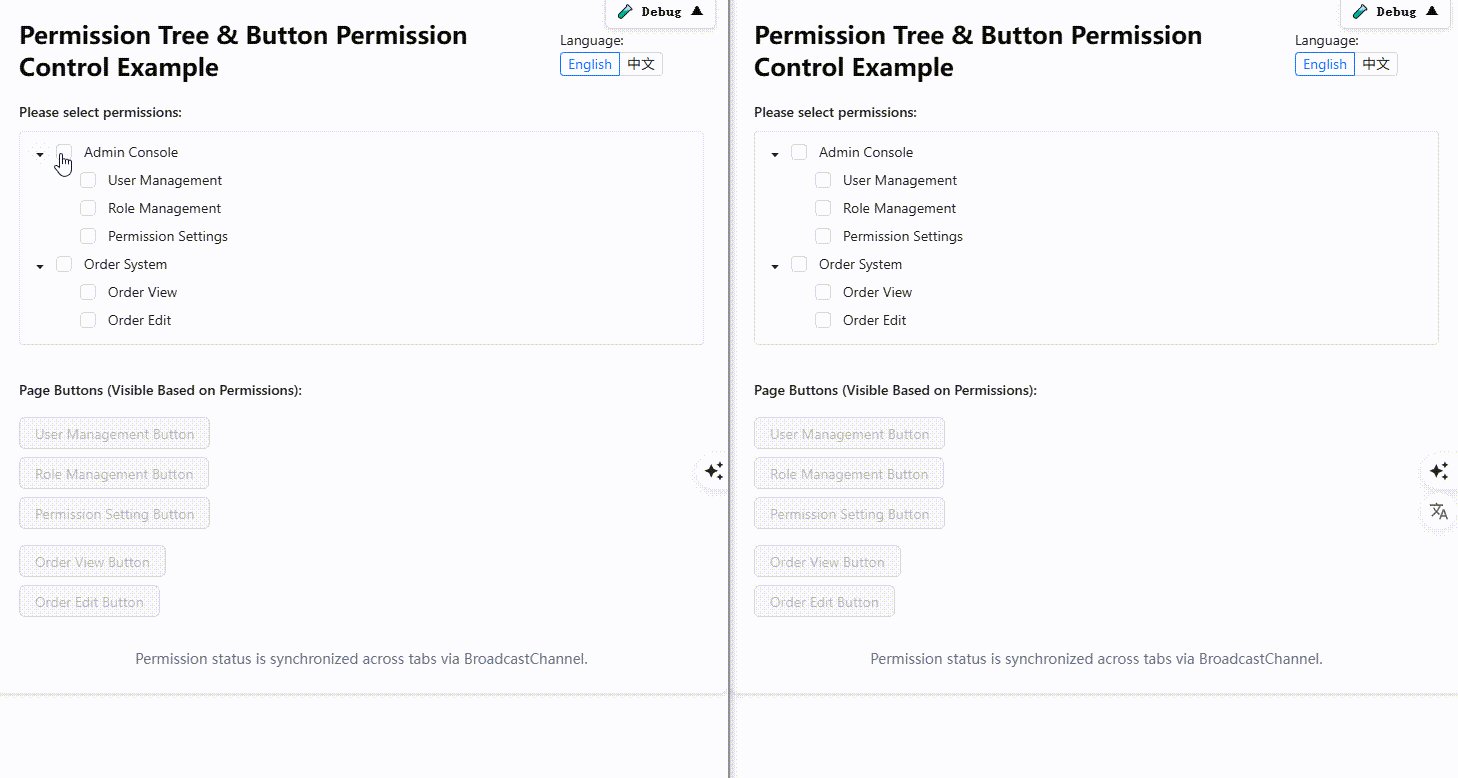 Debug
Permission Tree & Button Permission
Control Example
Language:
English 中文
Please select permissions:
Admin Console
User Management
Role Management
Permission Settings
Order System
Order View
Order Edit
Page Buttons (Visible Based on Permissions):
User Management Button
Role Management Button
Permission Setting Button
Order View Button
Order Edit Button
Permission status is synchronized across tabs via BroadcastChannel.
Debug
Permission Tree & Button Permission
Control Example
Language:
English 中文
Please select permissions:
Admin Console
User Management
Role Management
Permission Settings
Order System
Order View
Order Edit
Page Buttons (Visible Based on Permissions):
User Management Button
Role Management Button
Permission Setting Button
Order View Button
Order Edit Button
Permission status is synchronized across tabs via BroadcastChannel.